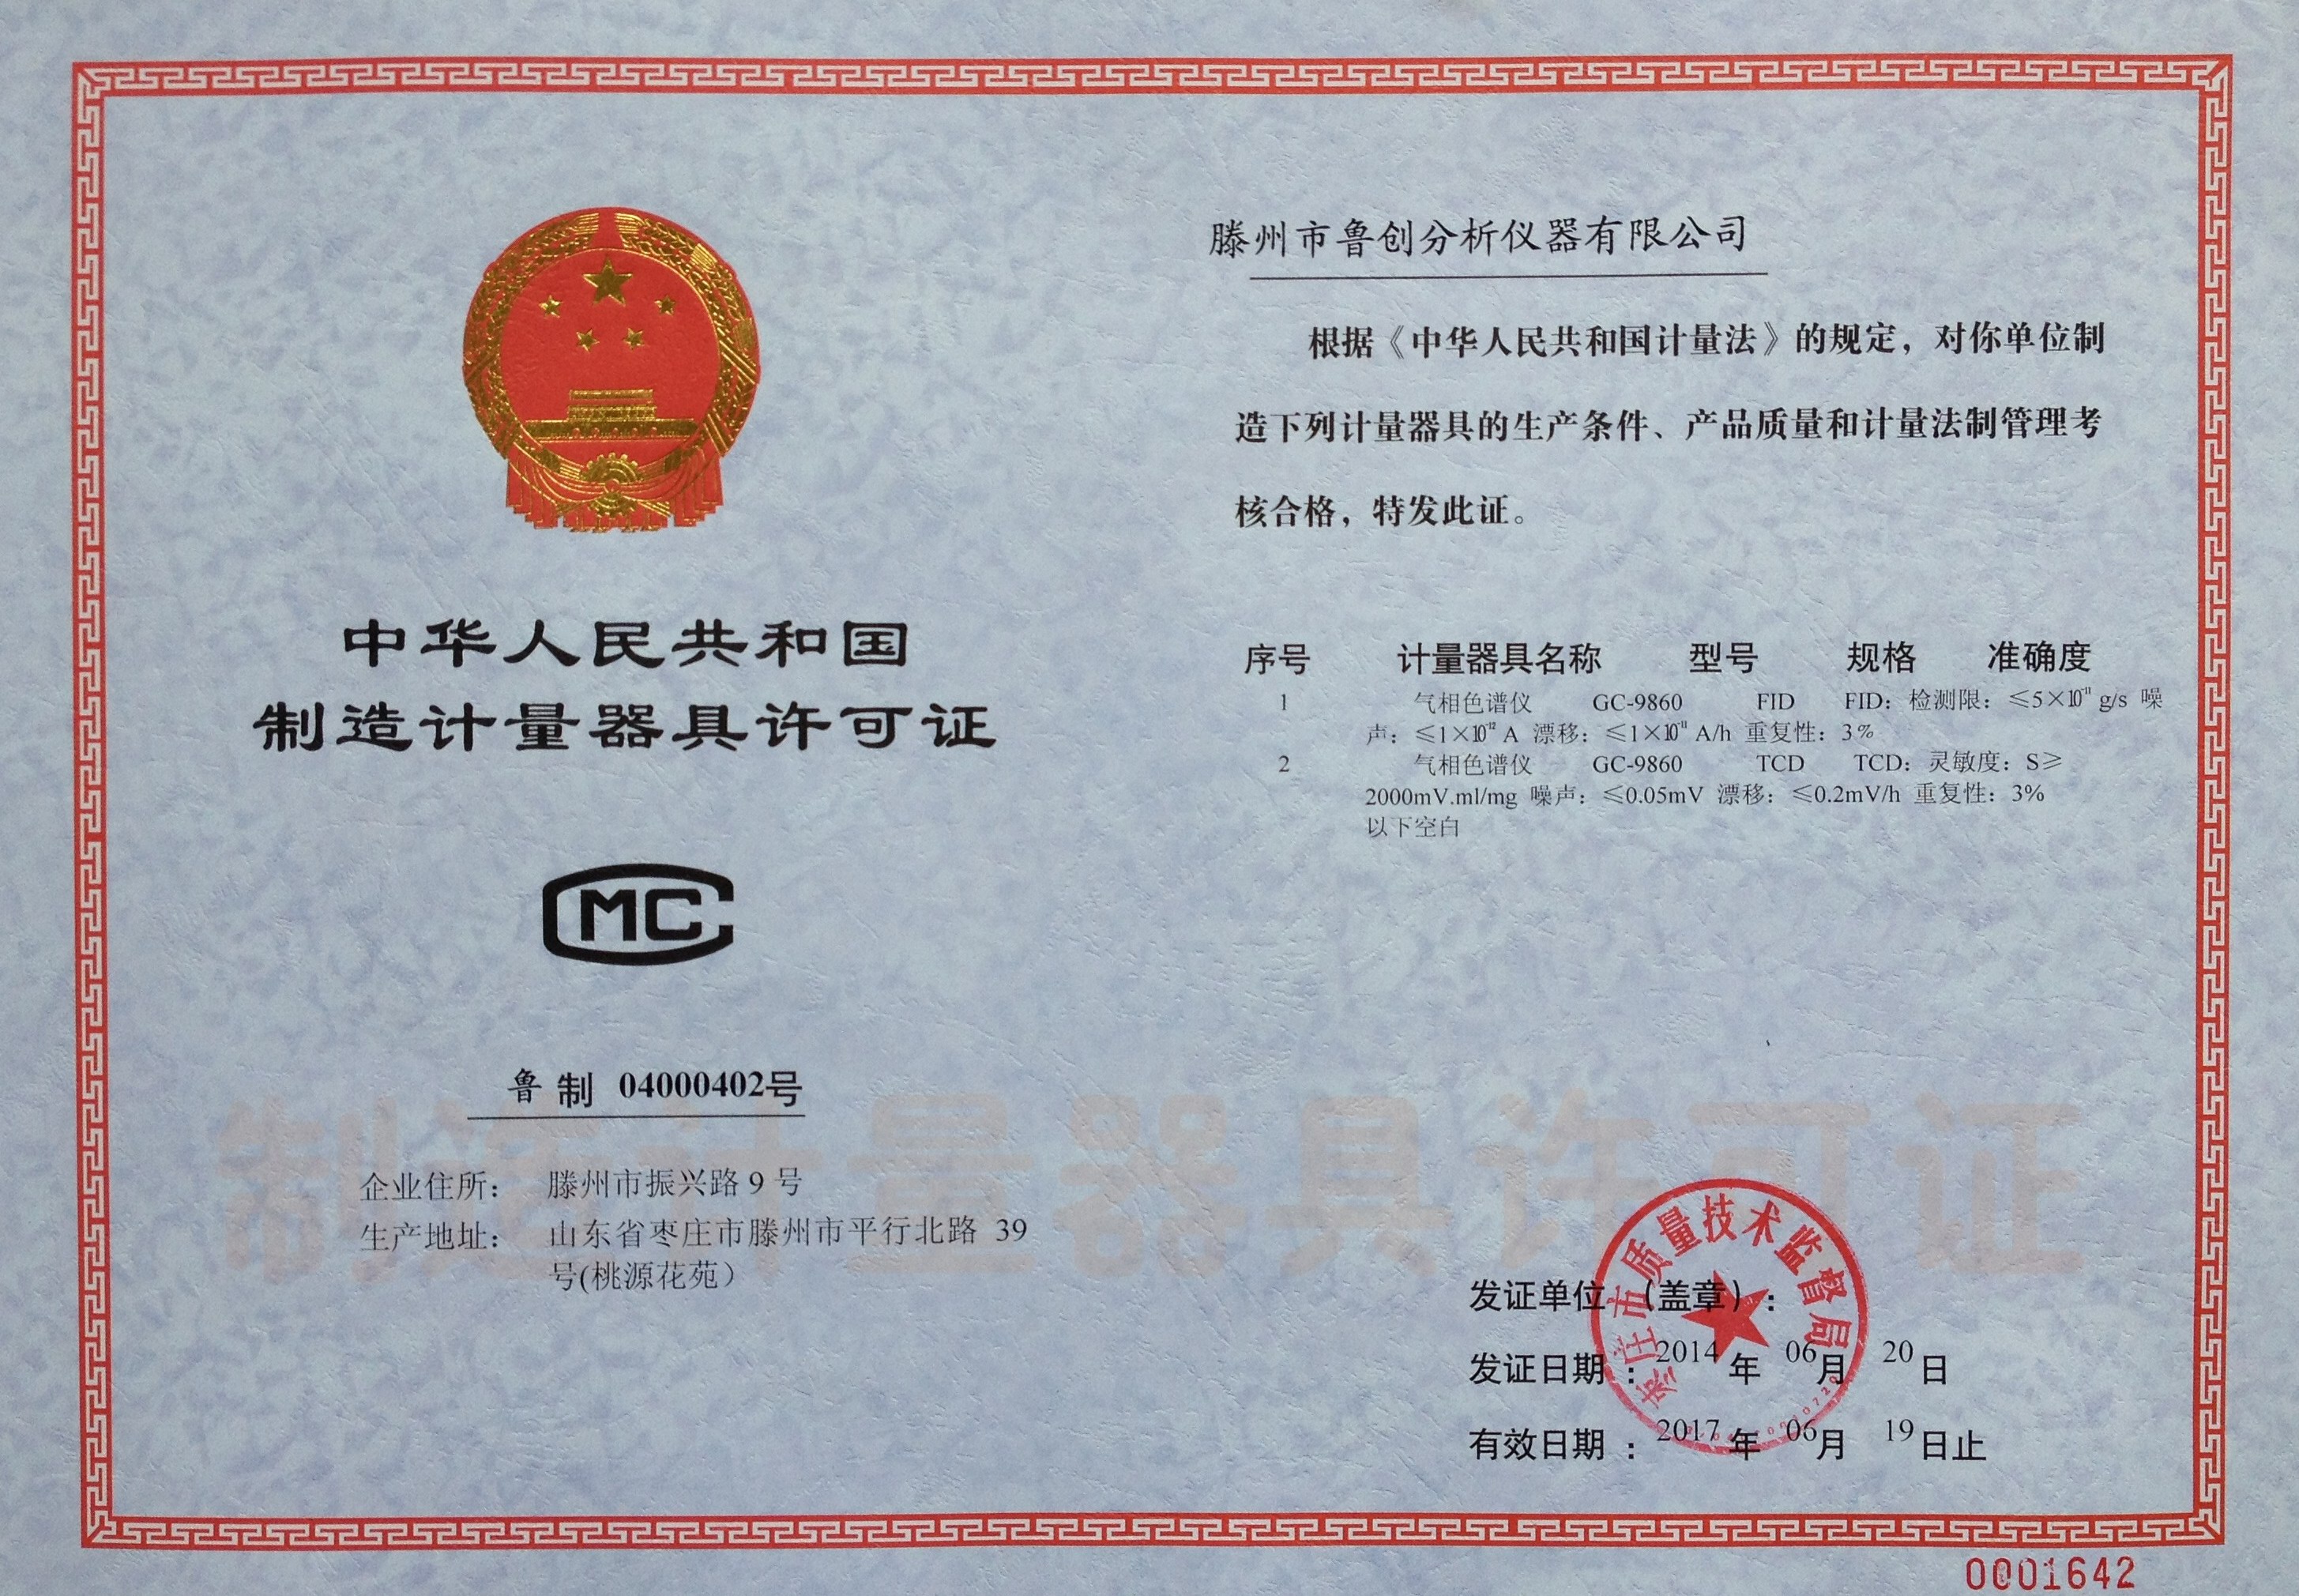 中华人民共和国
制造计量器具许可证
CMC
鲁 制 04000402号
企业住所： 滕州市振兴路 9 号
生产地址： 山东省枣庄市滕州市平行北路 39
号(桃源花苑）
滕州市鲁创分析仪器有限公司
根据《中华人民共和国计量法》的规定，对你单位制
造下列计量器具的生产条件、产品质量和计量法制管理考
核合格，特发此证。
序号 计量器具名称 型号 规格 准确度
1 气相色谱仪 GC-9860 FID FID：检测限：≤5×10⁻¹¹ g/s 噪
声：≤1×10⁻¹² A 漂移：≤1×10⁻¹¹ A/h 重复性：3%
2 气相色谱仪 GC-9860 TCD TCD：灵敏度：S≥
2000mV.ml/mg 噪声：≤0.05mV 漂移：≤0.2mV/h 重复性：3%
以下空白
制造计量器具许可证
枣庄市质量技术监督局
发证单位（盖章）：
发证日期：2014 年 06 月 20 日
有效日期：2017 年 06 月 19 日止
0001642